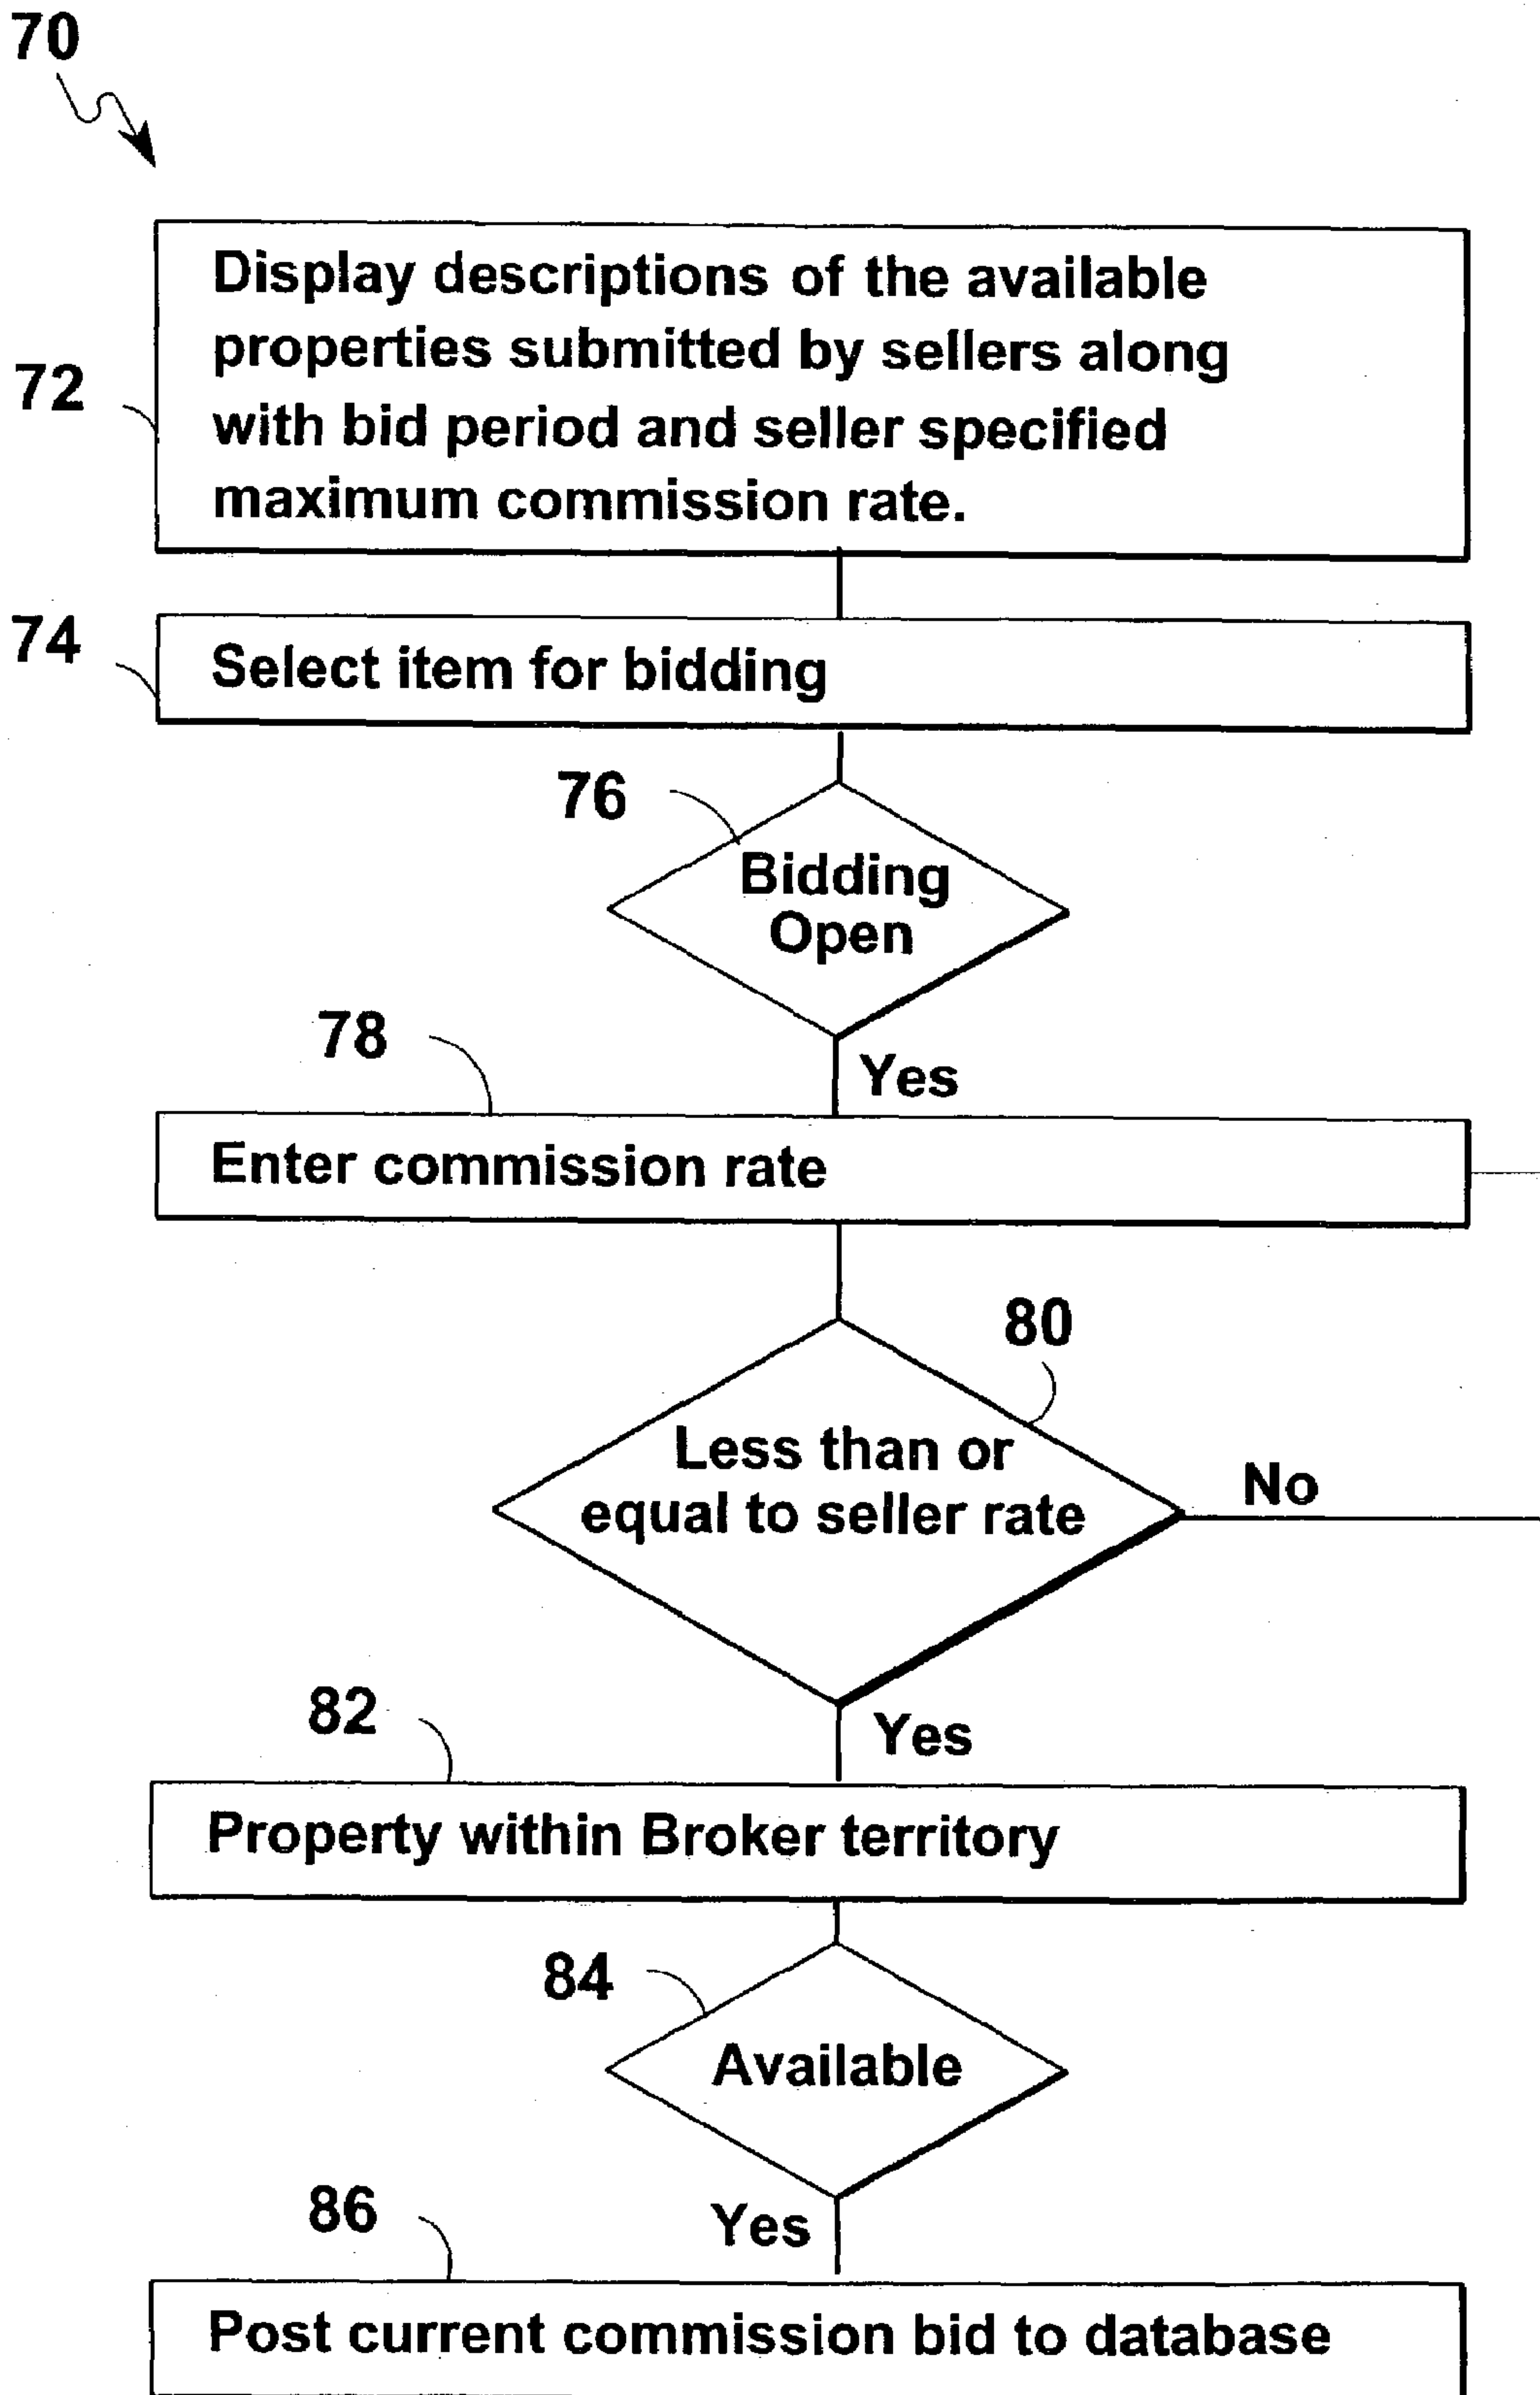 70
Display descriptions of the available
properties submitted by sellers along
with bid period and seller specified
maximum commission rate.
72
74
Select item for bidding
76
Bidding
Open
78
Yes
Enter commission rate
80
Less than or
equal to seller rate
No
82
Yes
Property within Broker territory
84
Available
86
Yes
Post current commission bid to database